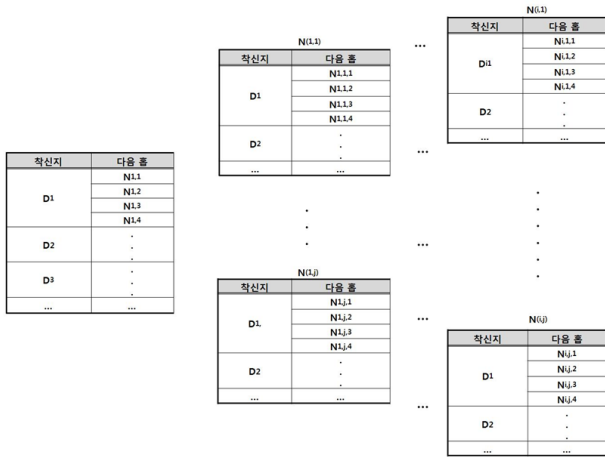 착신지 다음 홉
D1
N1,1
N1,2
N1,3
N1,4
D2
.
.
.
D3
.
.
.
... ...
N(1,1)
착신지 다음 홉
D1
N1,1,1
N1,1,2
N1,1,3
N1,1,4
D2
.
.
.
... ...
.
.
.
N(1,j)
착신지 다음 홉
D1,
N1,j,1
N1,j,2
N1,j,3
N1,j,4
D2
.
.
.
... ...
...
...
...
...
...
N(i,1)
착신지 다음 홉
Di1
Ni,1,1
Ni,1,2
Ni,1,3
Ni,1,4
D2
.
.
.
... ...
.
.
.
.
.
.
N(i,j)
착신지 다음 홉
D1
Ni,j,1
Ni,j,2
Ni,j,3
Ni,j,4
D2
.
.
.
... ...